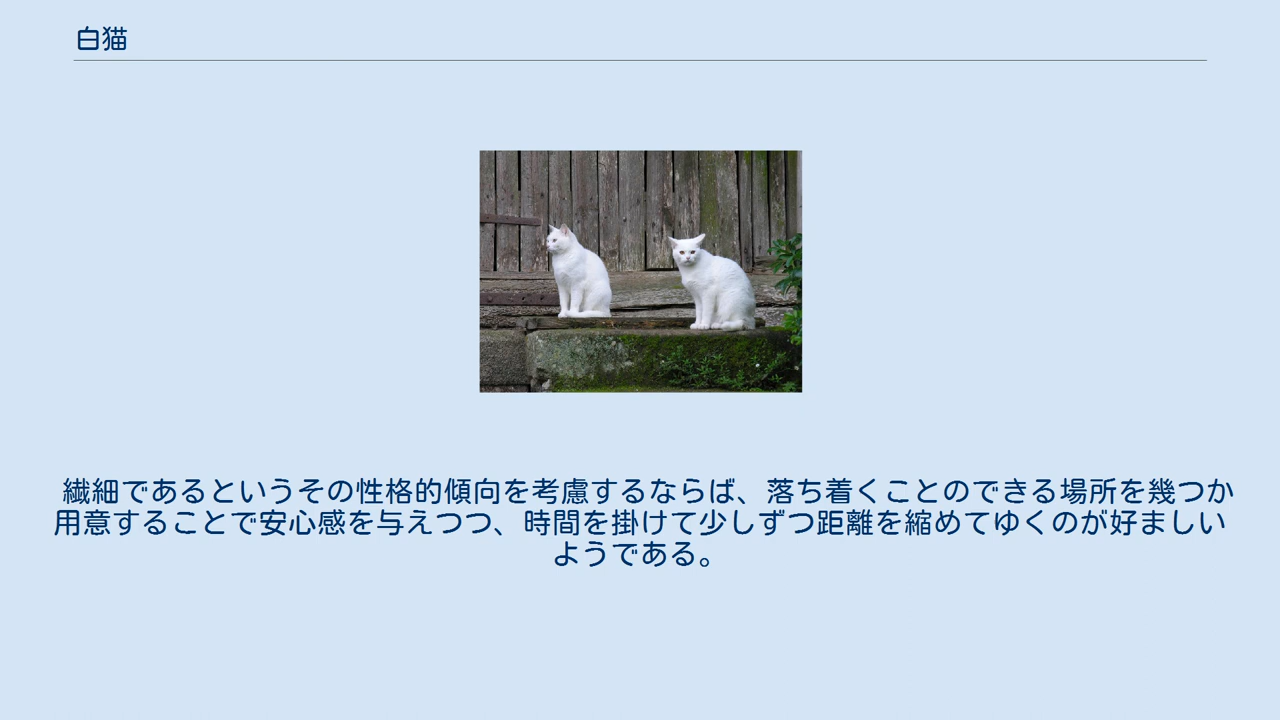 白猫
繊細であるというその性格的傾向を考慮するならば、落ち着くことのできる場所を幾つか
用意することで安心感を与えつつ、時間を掛けて少しずつ距離を縮めてゆくのが好ましい
ようである。